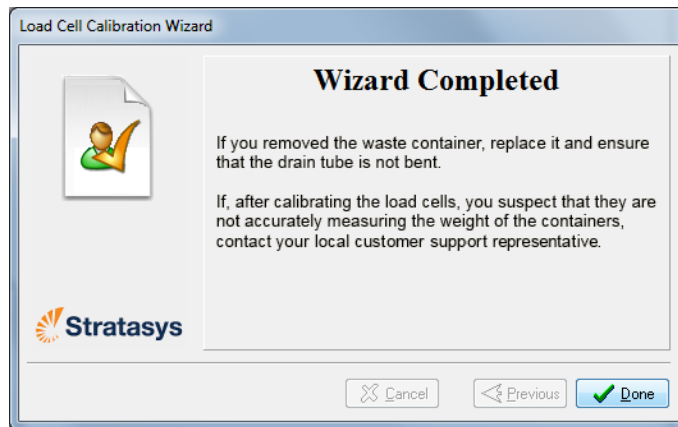 Load Cell Calibration Wizard
Wizard Completed
If you removed the waste container, replace it and ensure
that the drain tube is not bent.
If, after calibrating the load cells, you suspect that they are
not accurately measuring the weight of the containers,
contact your local customer support representative.
Stratasys
Cancel
Previous
Done